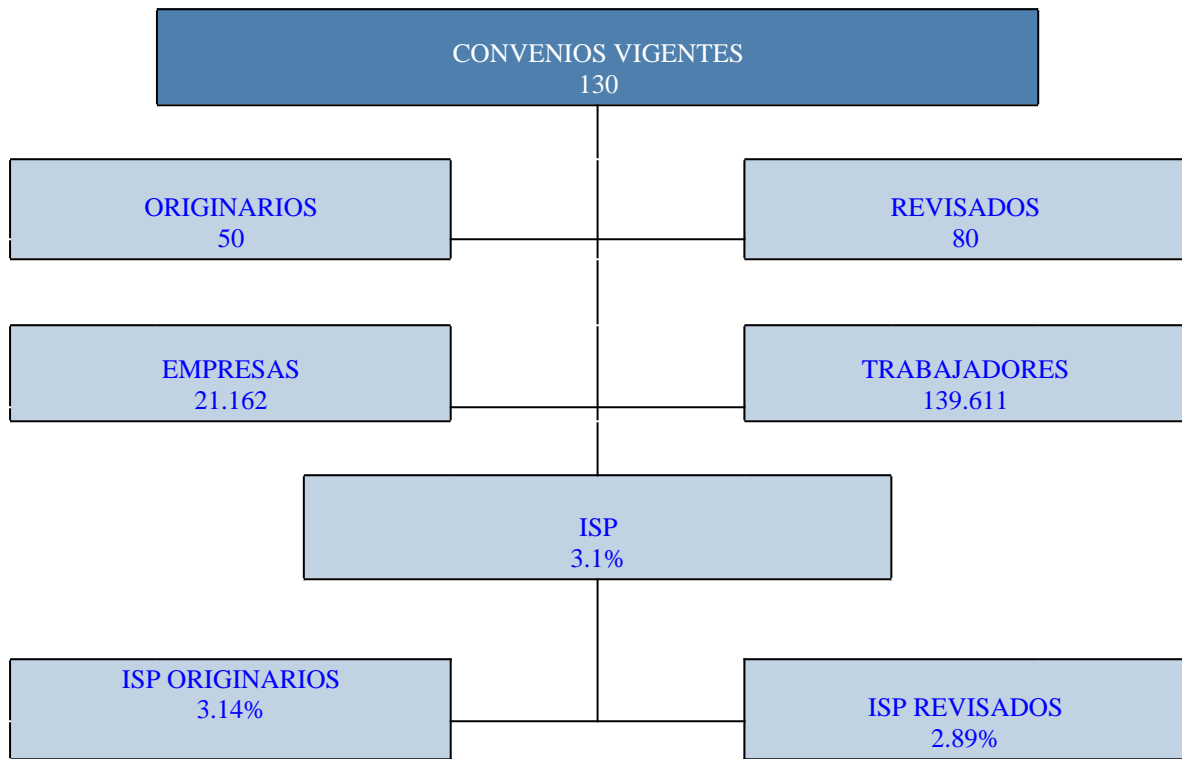 CONVENIOS VIGENTES
130
ORIGINARIOS
50
REVISADOS
80
EMPRESAS
21.162
TRABAJADORES
139.611
ISP
3.1%
ISP ORIGINARIOS
3.14%
ISP REVISADOS
2.89%